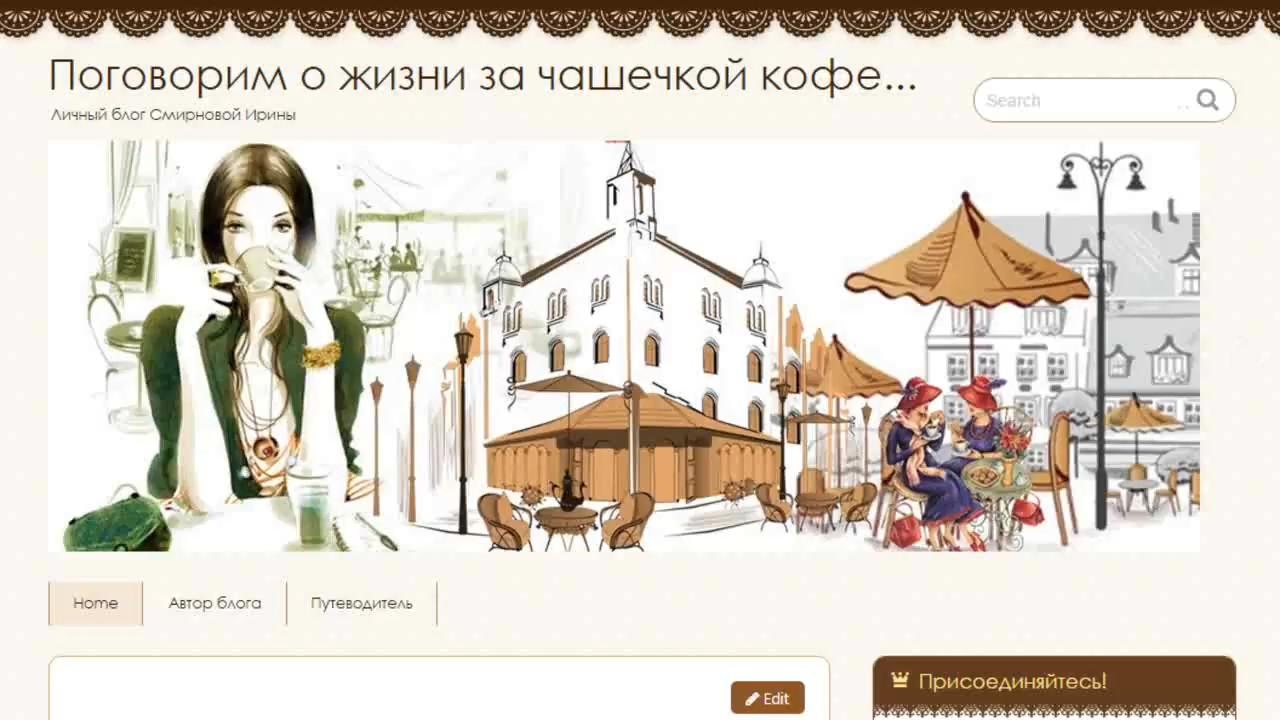 Поговорим о жизни за чашечкой кофе...
Личный блог Смирновой Ирины
Search
Home
Автор блога
Путеводитель
Edit
Присоединяйтесь!